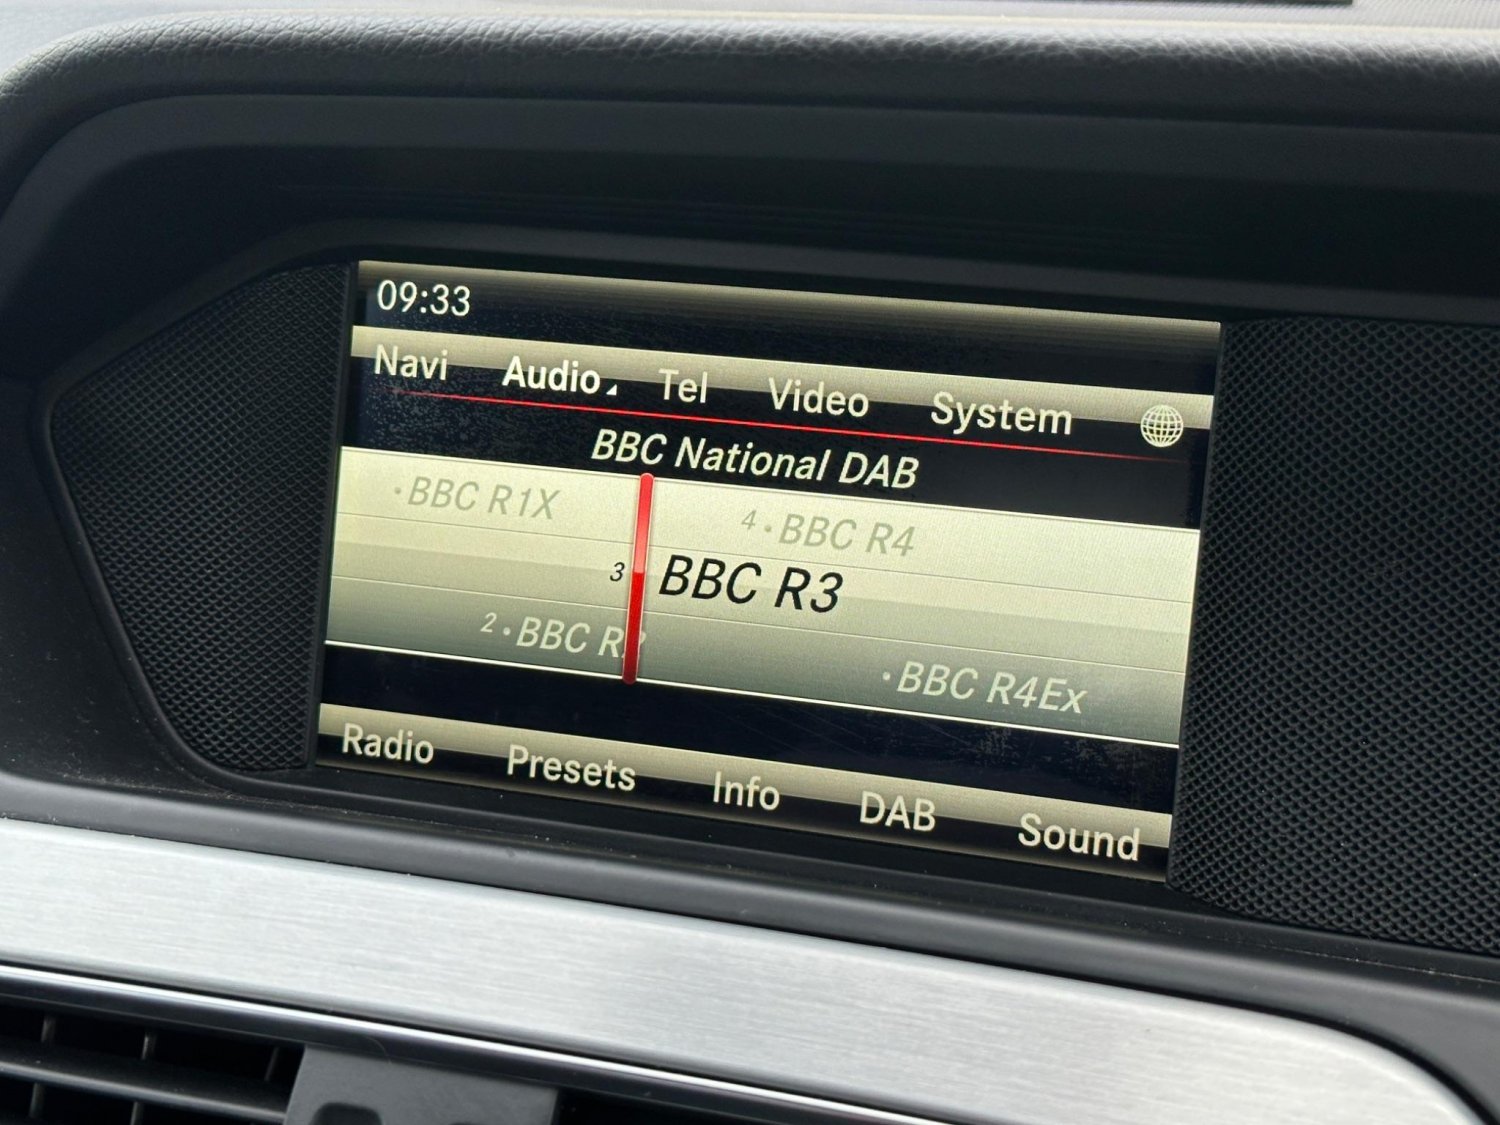 09:33
Navi Audio Tel Video System
BBC National DAB
·BBC R1X 4·BBC R4
3 BBC R3
2·BBC R2
·BBC R4Ex
Radio Presets Info DAB Sound